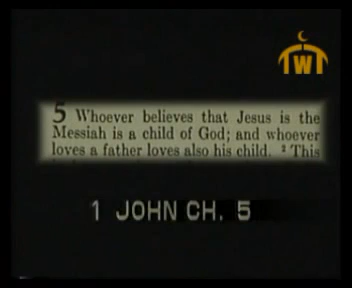 W
5 Whoever believes that Jesus is the
Messiah is a child of God; and whoever
loves a father loves also his child. ² This
1 JOHN CH. 5